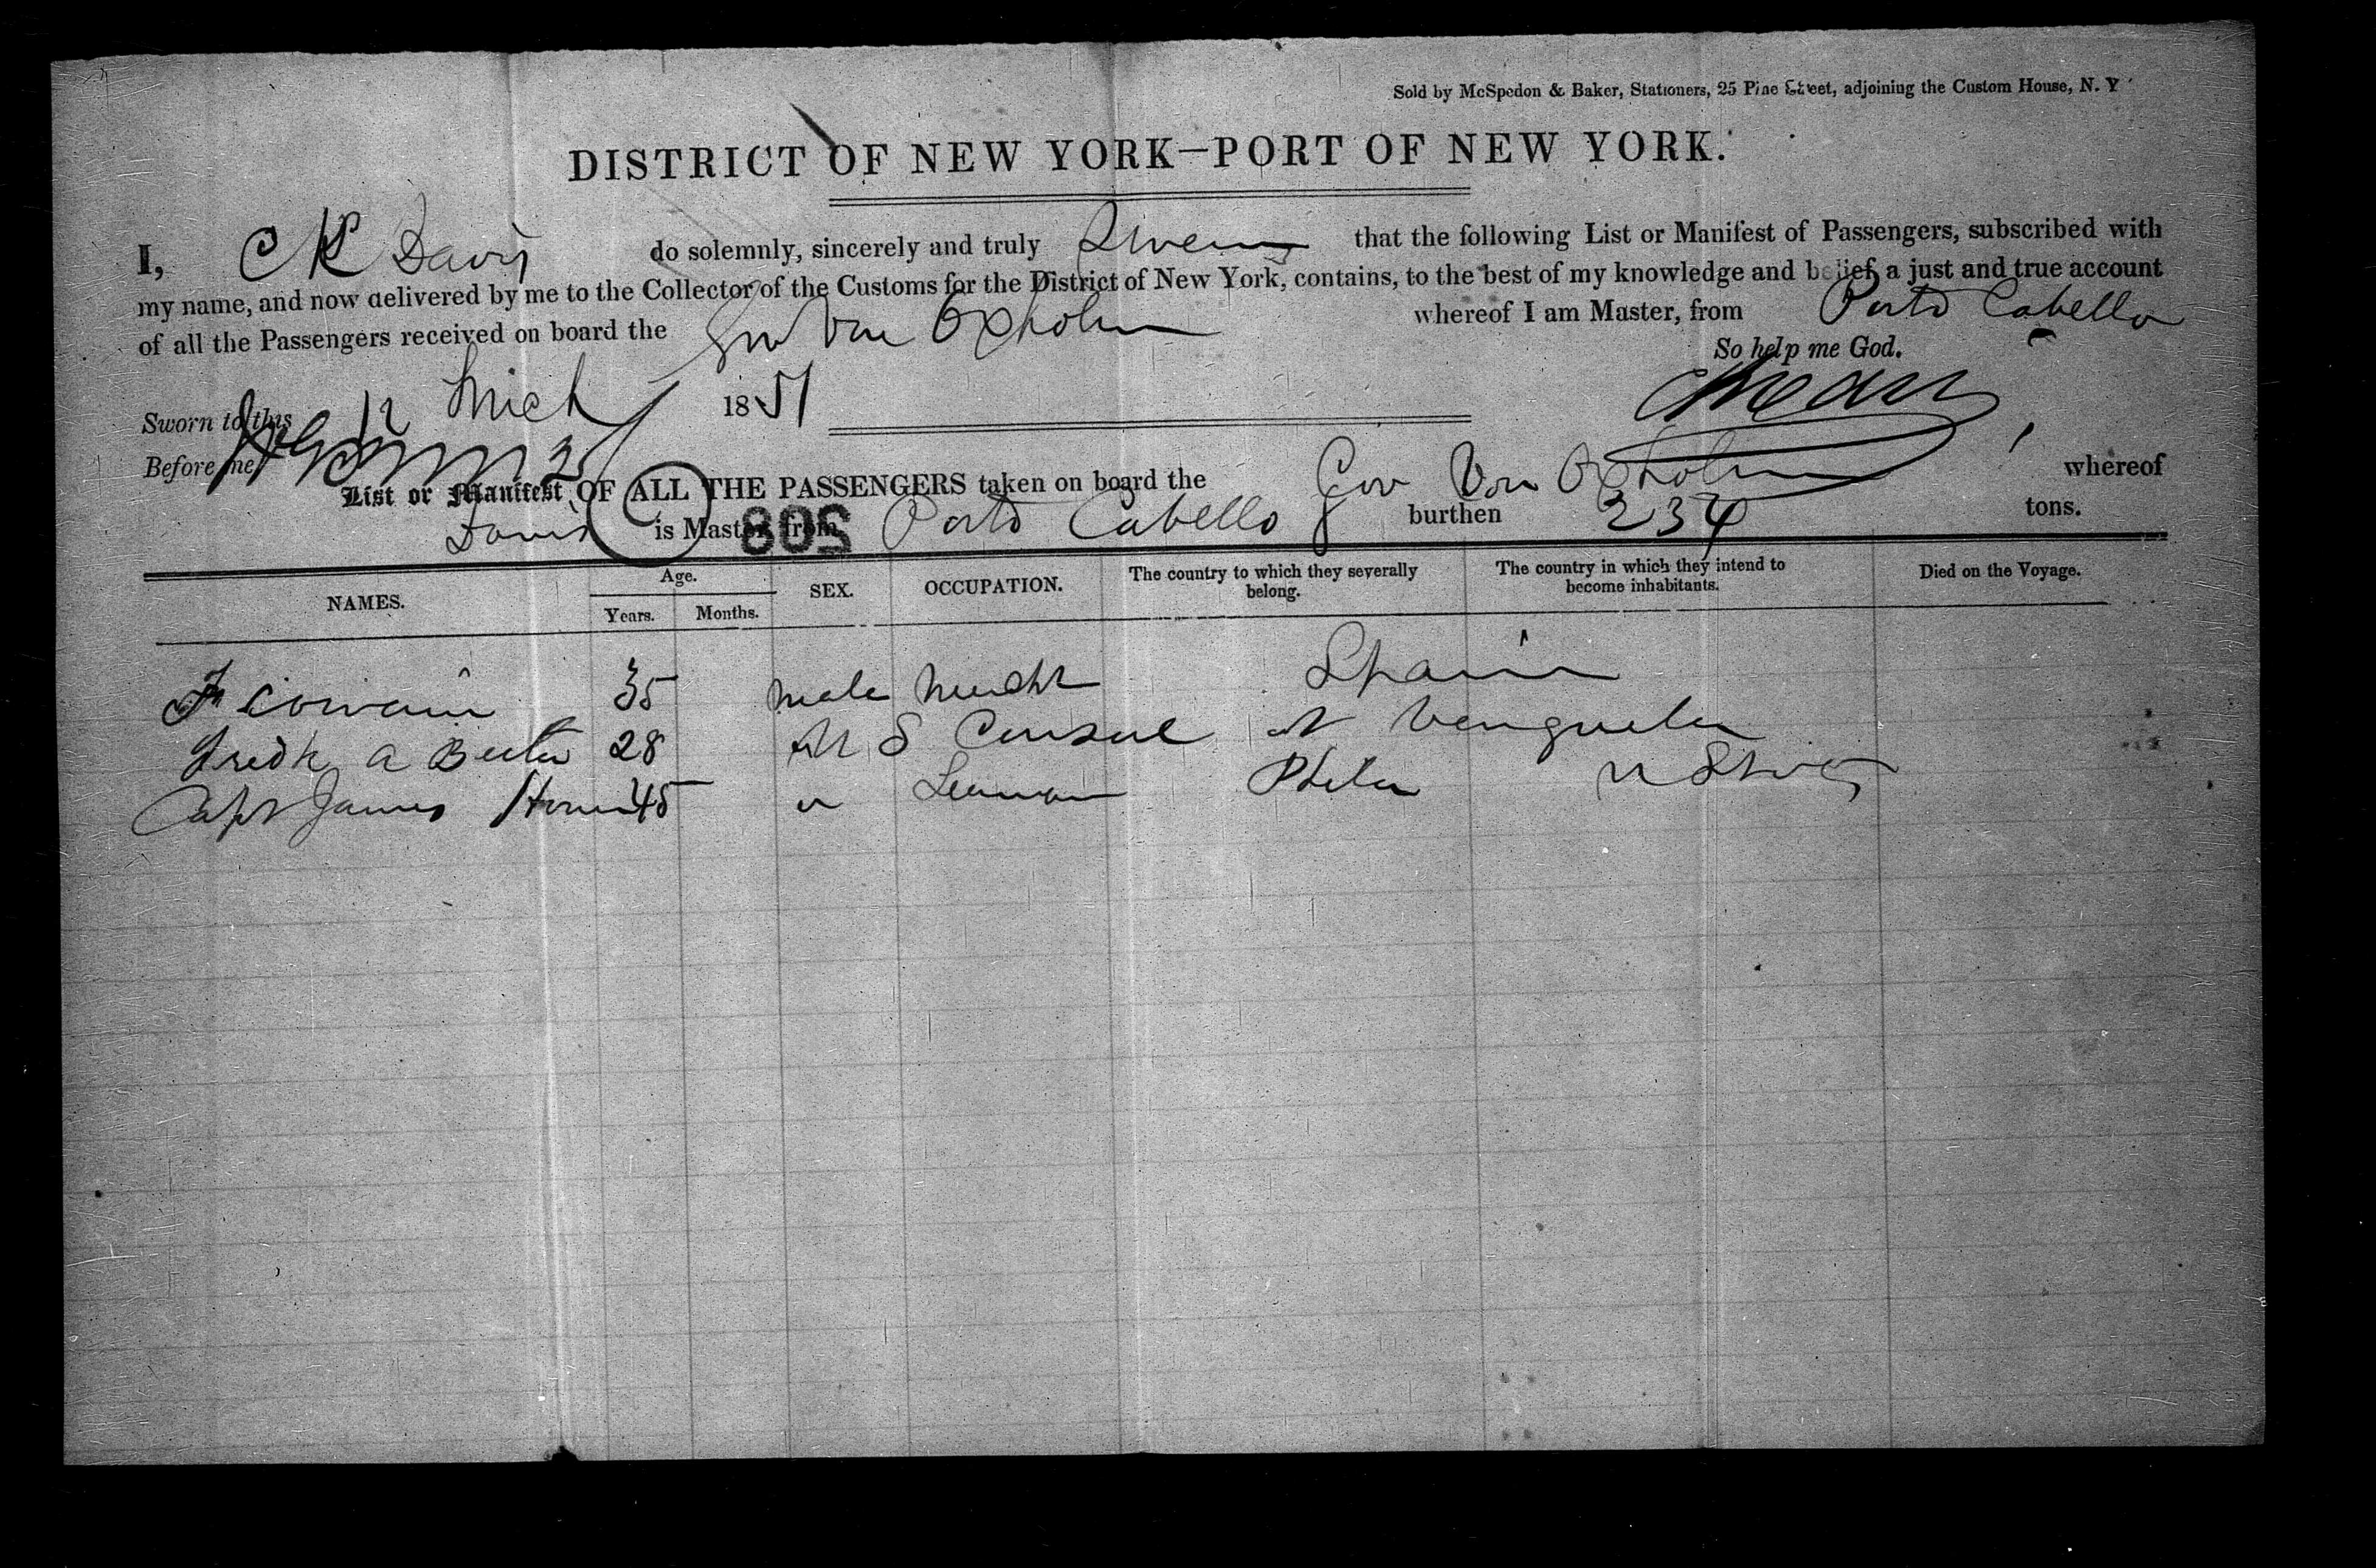 Sold by McSpedon & Baker, Stationers, 25 Pine Street, adjoining the Custom House, N. Y
DISTRICT OF NEW YORK—PORT OF NEW YORK.
I, C K Davis do solemnly, sincerely and truly Swear that the following List or Manifest of Passengers, subscribed with
my name, and now delivered by me to the Collector of the Customs for the District of New York, contains, to the best of my knowledge and belief, a just and true account
of all the Passengers received on board the Gov Von Oxholm whereof I am Master, from Porto Cabello
So help me God.
Sworn to this 12 1851
Before me
List or Manifest OF ALL THE PASSENGERS taken on board the Gov Von Oxholm whereof
Davis is Master, from Porto Cabello burthen 234 tons.
208
NAMES. Age. Years. Months. SEX. OCCUPATION. The country to which they severally belong. The country in which they intend to become inhabitants. Died on the Voyage.
35 male Mercht Spain
Fredk A 28 U S Consul at Venezuela
Capt James 45 " Seaman Phila U States